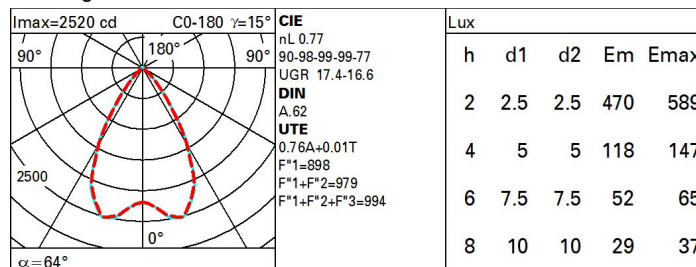 Imax=2520 cd C0-180 γ=15°
90° 180° 90°
2500
0°
α=64°
CIE
nL 0.77
90-98-99-99-77
UGR 17.4-16.6
DIN
A.62
UTE
0.76A+0.01T
F"1=898
F"1+F"2=979
F"1+F"2+F"3=994
Lux
h d1 d2 Em Emax
2 2.5 2.5 470 589
4 5 5 118 147
6 7.5 7.5 52 65
8 10 10 29 37